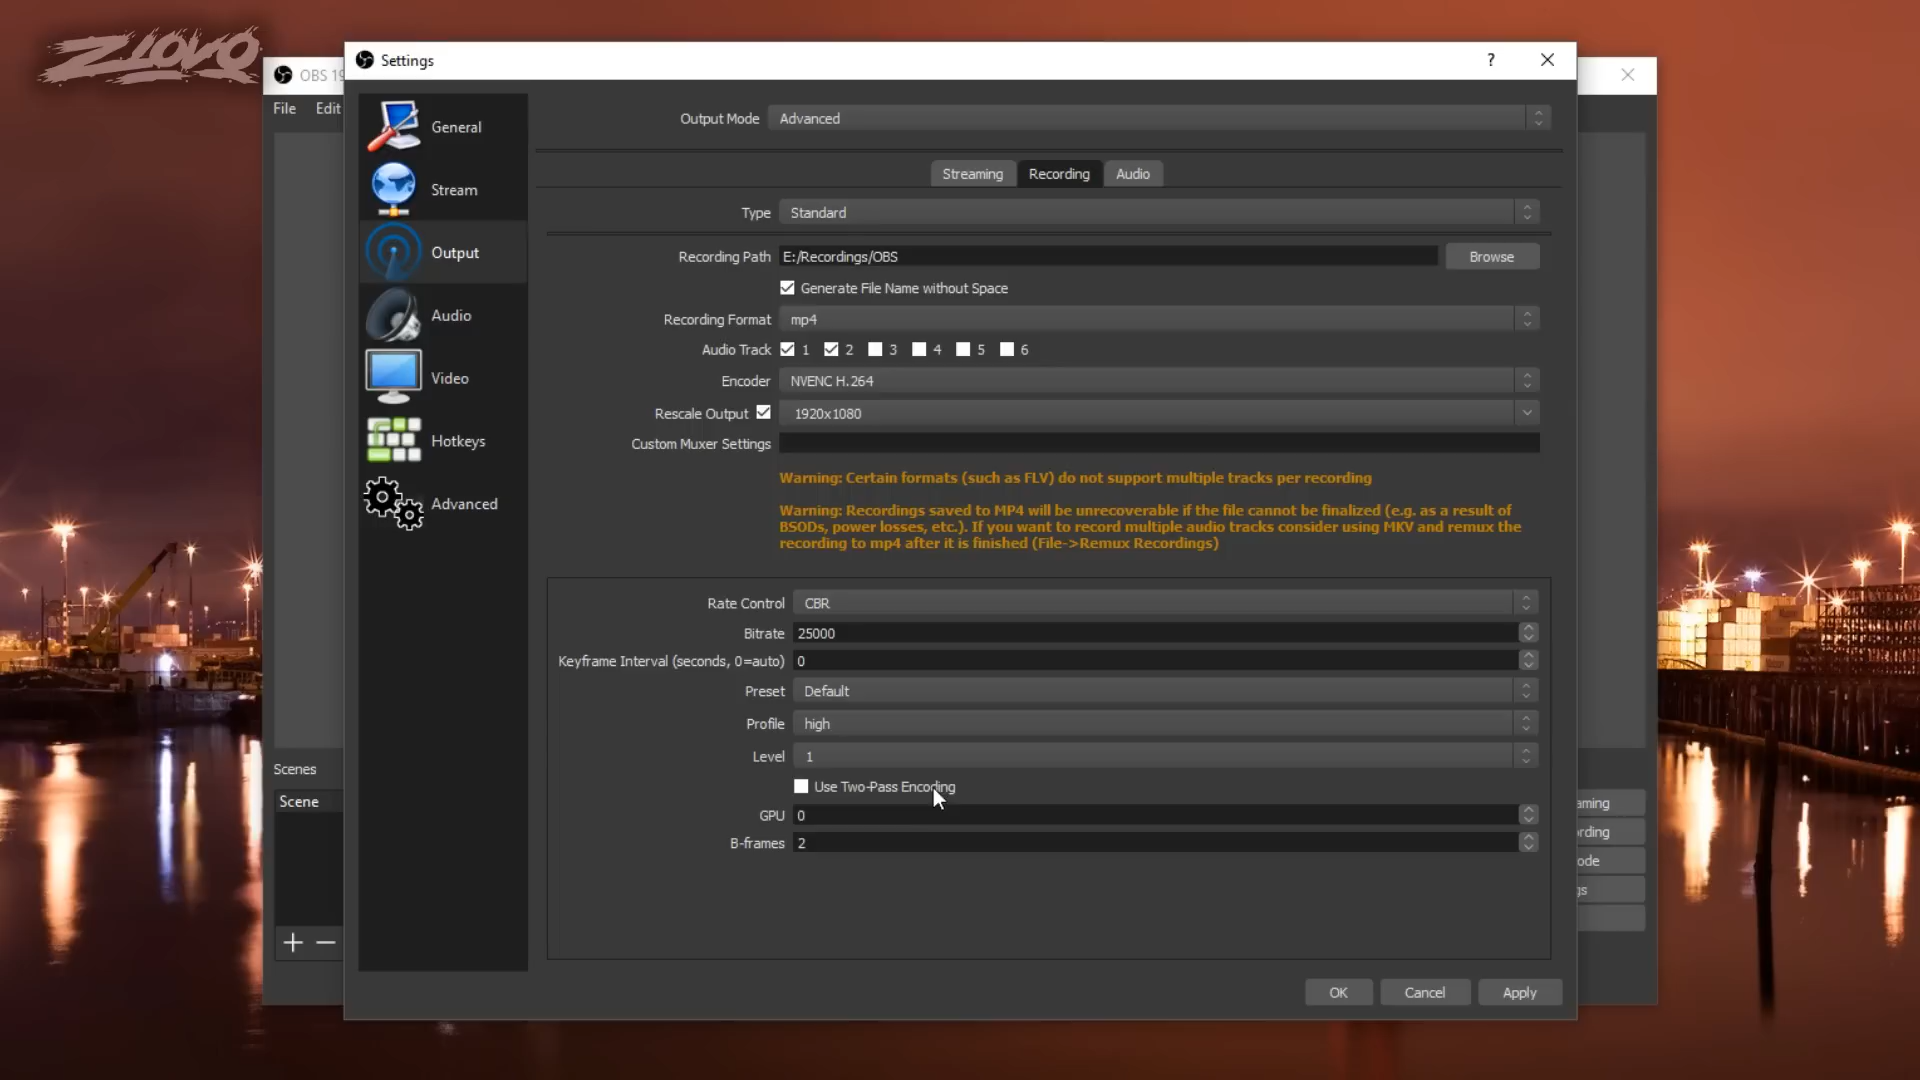 ZLOVO
OBS 19
File Edit
Settings
?
General
Stream
Output
Audio
Video
Hotkeys
Advanced
Output Mode Advanced
Streaming Recording Audio
Type Standard
Recording Path E:/Recordings/OBS Browse
Generate File Name without Space
Recording Format mp4
Audio Track 1 2 3 4 5 6
Encoder NVENC H.264
Rescale Output 1920x1080
Custom Muxer Settings
Warning: Certain formats (such as FLV) do not support multiple tracks per recording
Warning: Recordings saved to MP4 will be unrecoverable if the file cannot be finalized (e.g. as a result of
BSODs, power losses, etc.). If you want to record multiple audio tracks consider using MKV and remux the
recording to mp4 after it is finished (File->Remux Recordings)
Rate Control CBR
Bitrate 25000
Keyframe Interval (seconds, 0=auto) 0
Preset Default
Profile high
Level 1
Use Two-Pass Encoding
GPU 0
B-frames 2
OK Cancel Apply
Scenes
Scene
aming
rding
ode
gs